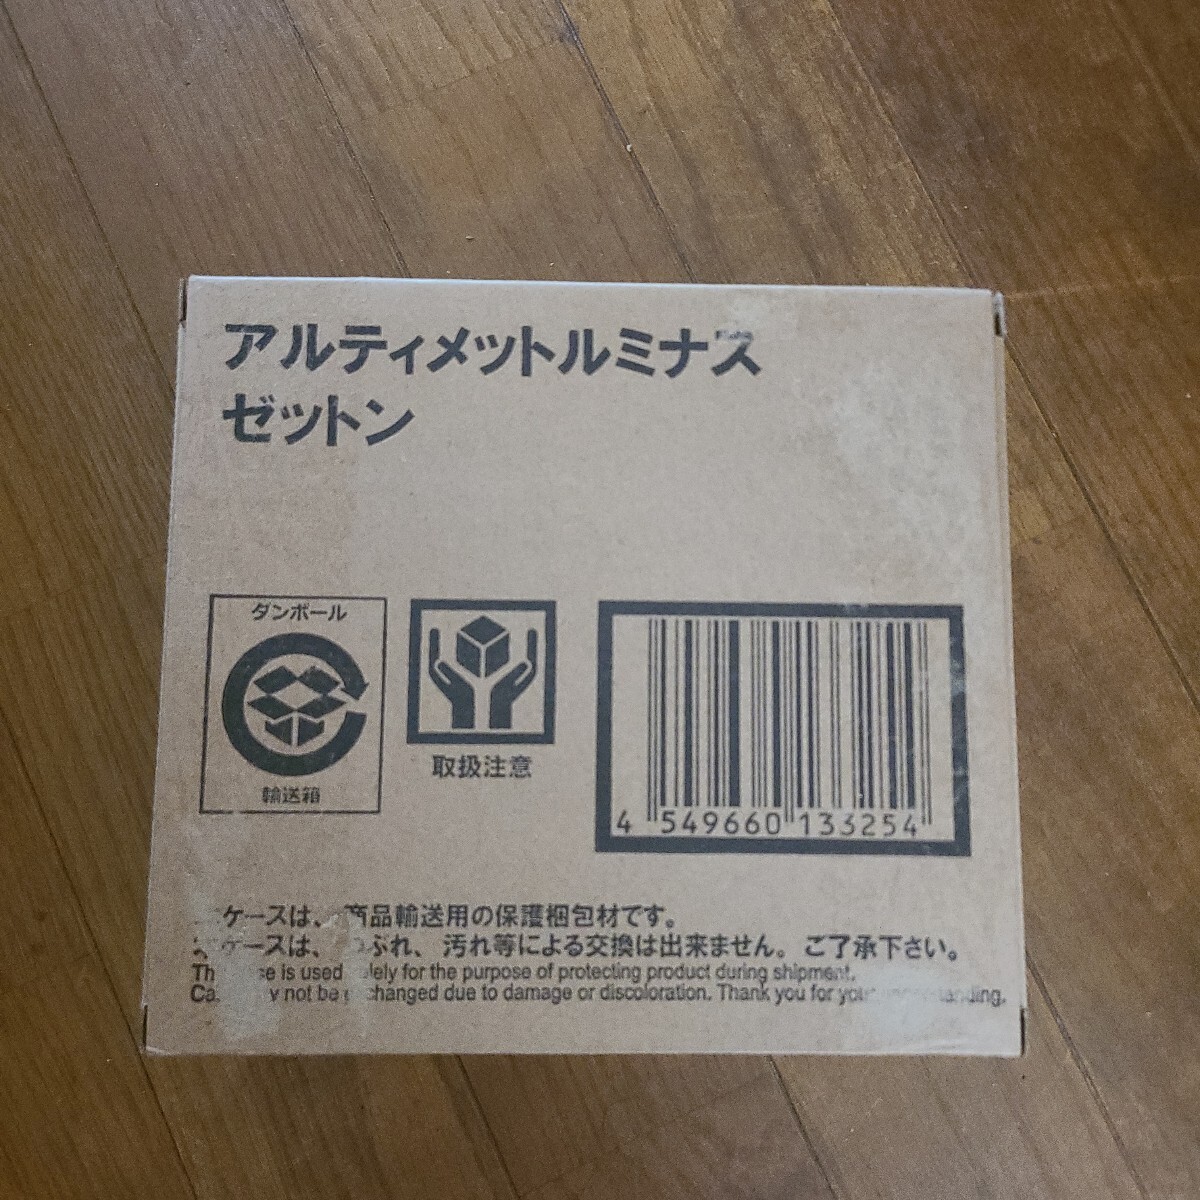 アルティメットルミナス
ゼットン
ダンボール
輸送箱
取扱注意
4 549660 133254
ケースは、商品輸送用の保護梱包材です。
ケースは、ぶれ、汚れ等による交換は出来ません。ご了承下さい。
is used for the purpose of protecting product during shipment.
not be due to damage or discoloration. Thank you for